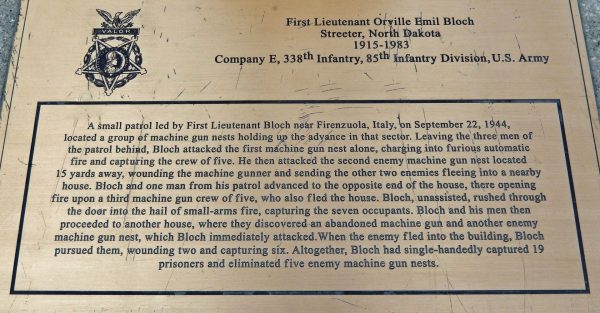 VALOR
First Lieutenant Orville Emil Bloch
Streeter, North Dakota
1915-1983
Company E, 338th Infantry, 85th Infantry Division, U.S. Army
A small patrol led by First Lieutenant Bloch near Firenzuola, Italy, on September 22, 1944,
located a group of machine gun nests holding up the advance in that sector. Leaving the three men of
the patrol behind, Bloch attacked the first machine gun nest alone, charging into furious automatic
fire and capturing the crew of five. He then attacked the second enemy machine gun nest located
15 yards away, wounding the machine gunner and sending the other two enemies fleeing into a nearby
house. Bloch and one man from his patrol advanced to the opposite end of the house, there opening
fire upon a third machine gun crew of five, who also fled the house. Bloch, unassisted, rushed through
the door into the hail of small-arms fire, capturing the seven occupants. Bloch and his men then
proceeded to another house, where they discovered an abandoned machine gun and another enemy
machine gun nest, which Bloch immediately attacked.When the enemy fled into the building, Bloch
pursued them, wounding two and capturing six. Altogether, Bloch had single-handedly captured 19
prisoners and eliminated five enemy machine gun nests.